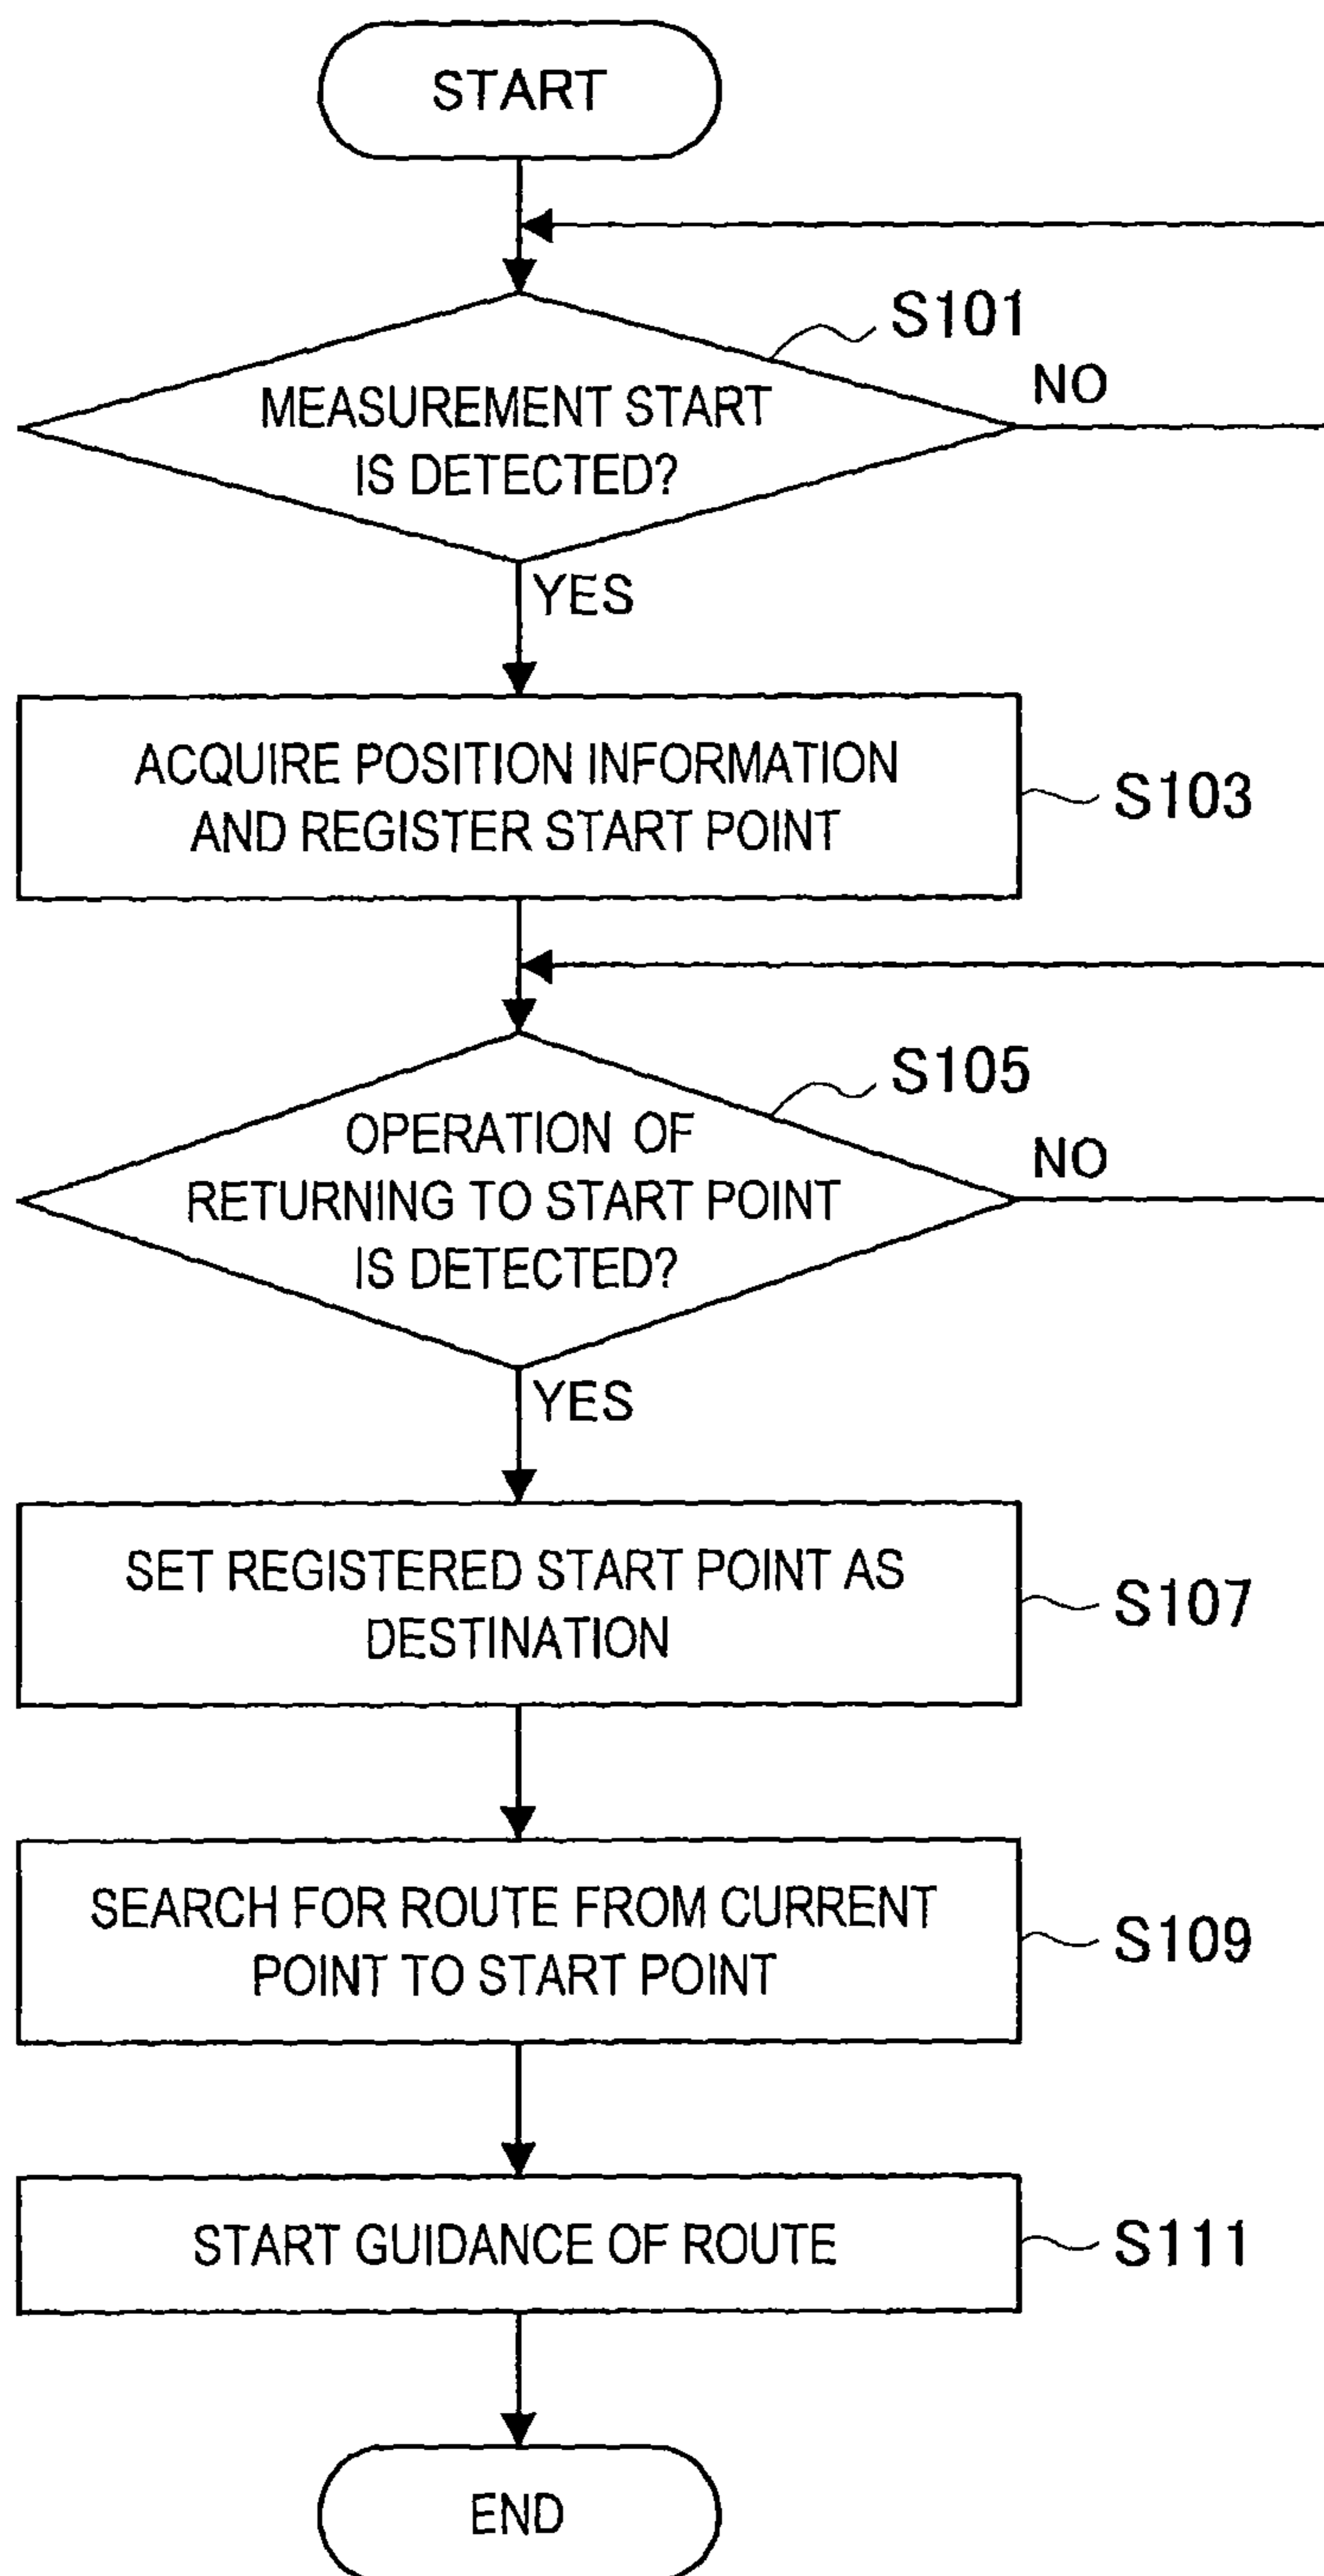 START
S101
NO
MEASUREMENT START
IS DETECTED?
YES
ACQUIRE POSITION INFORMATION
AND REGISTER START POINT
S103
S105
NO
OPERATION OF
RETURNING TO START POINT
IS DETECTED?
YES
SET REGISTERED START POINT AS
DESTINATION
S107
SEARCH FOR ROUTE FROM CURRENT
POINT TO START POINT
S109
START GUIDANCE OF ROUTE
S111
END